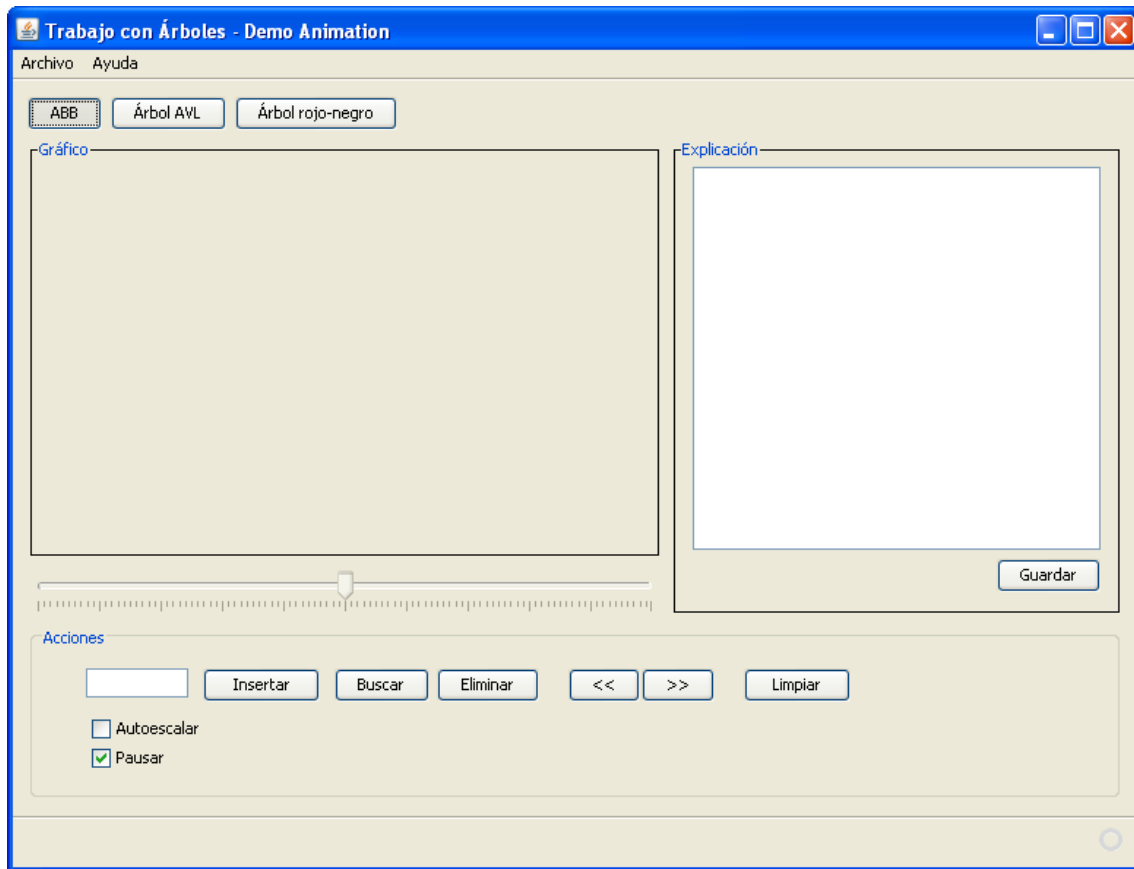 Trabajo con Árboles - Demo Animation
Archivo Ayuda
ABB Árbol AVL Árbol rojo-negro
Gráfico Explicación
Guardar
Acciones
Insertar Buscar Eliminar << >> Limpiar
Autoescalar
Pausar